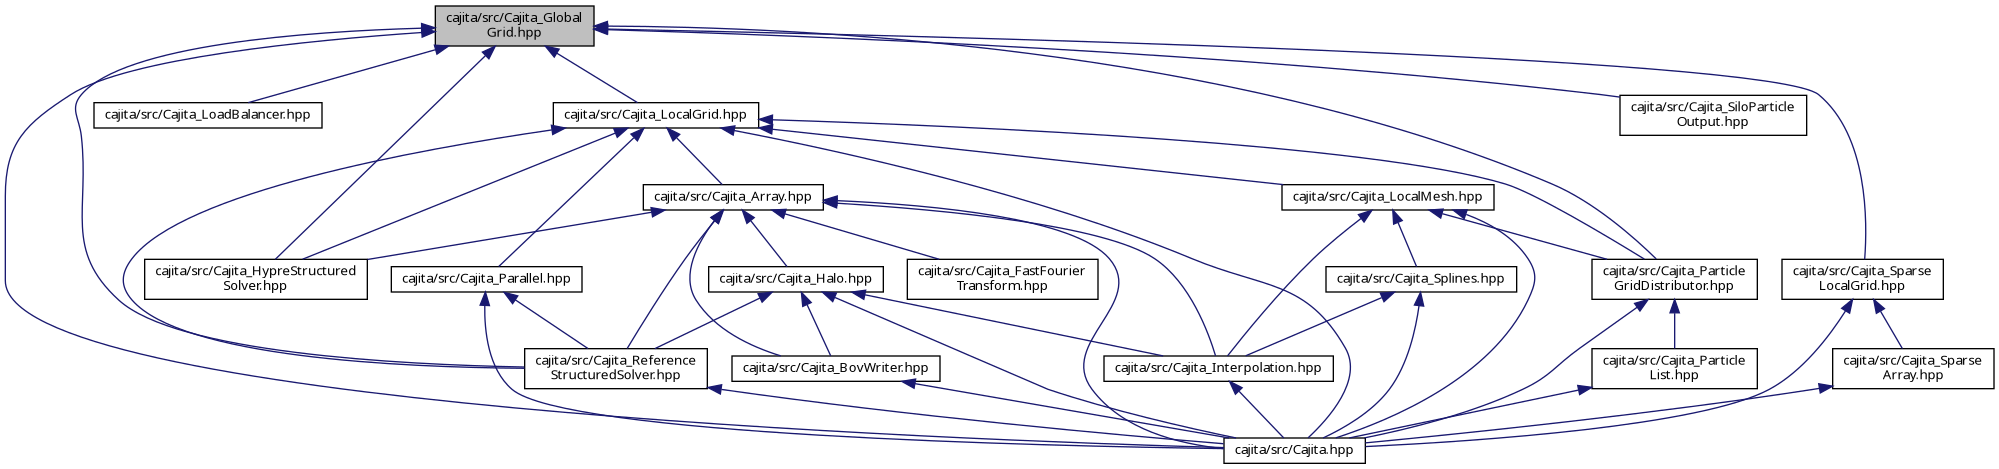 cajita/src/Cajita_Global
Grid.hpp
cajita/src/Cajita_LoadBalancer.hpp
cajita/src/Cajita_LocalGrid.hpp
cajita/src/Cajita_SiloParticle
Output.hpp
cajita/src/Cajita_Array.hpp
cajita/src/Cajita_LocalMesh.hpp
cajita/src/Cajita_HypreStructured
Solver.hpp
cajita/src/Cajita_Parallel.hpp
cajita/src/Cajita_Halo.hpp
cajita/src/Cajita_FastFourier
Transform.hpp
cajita/src/Cajita_Splines.hpp
cajita/src/Cajita_Particle
GridDistributor.hpp
cajita/src/Cajita_Sparse
LocalGrid.hpp
cajita/src/Cajita_Reference
StructuredSolver.hpp
cajita/src/Cajita_BovWriter.hpp
cajita/src/Cajita_Interpolation.hpp
cajita/src/Cajita_Particle
List.hpp
cajita/src/Cajita_Sparse
Array.hpp
cajita/src/Cajita.hpp